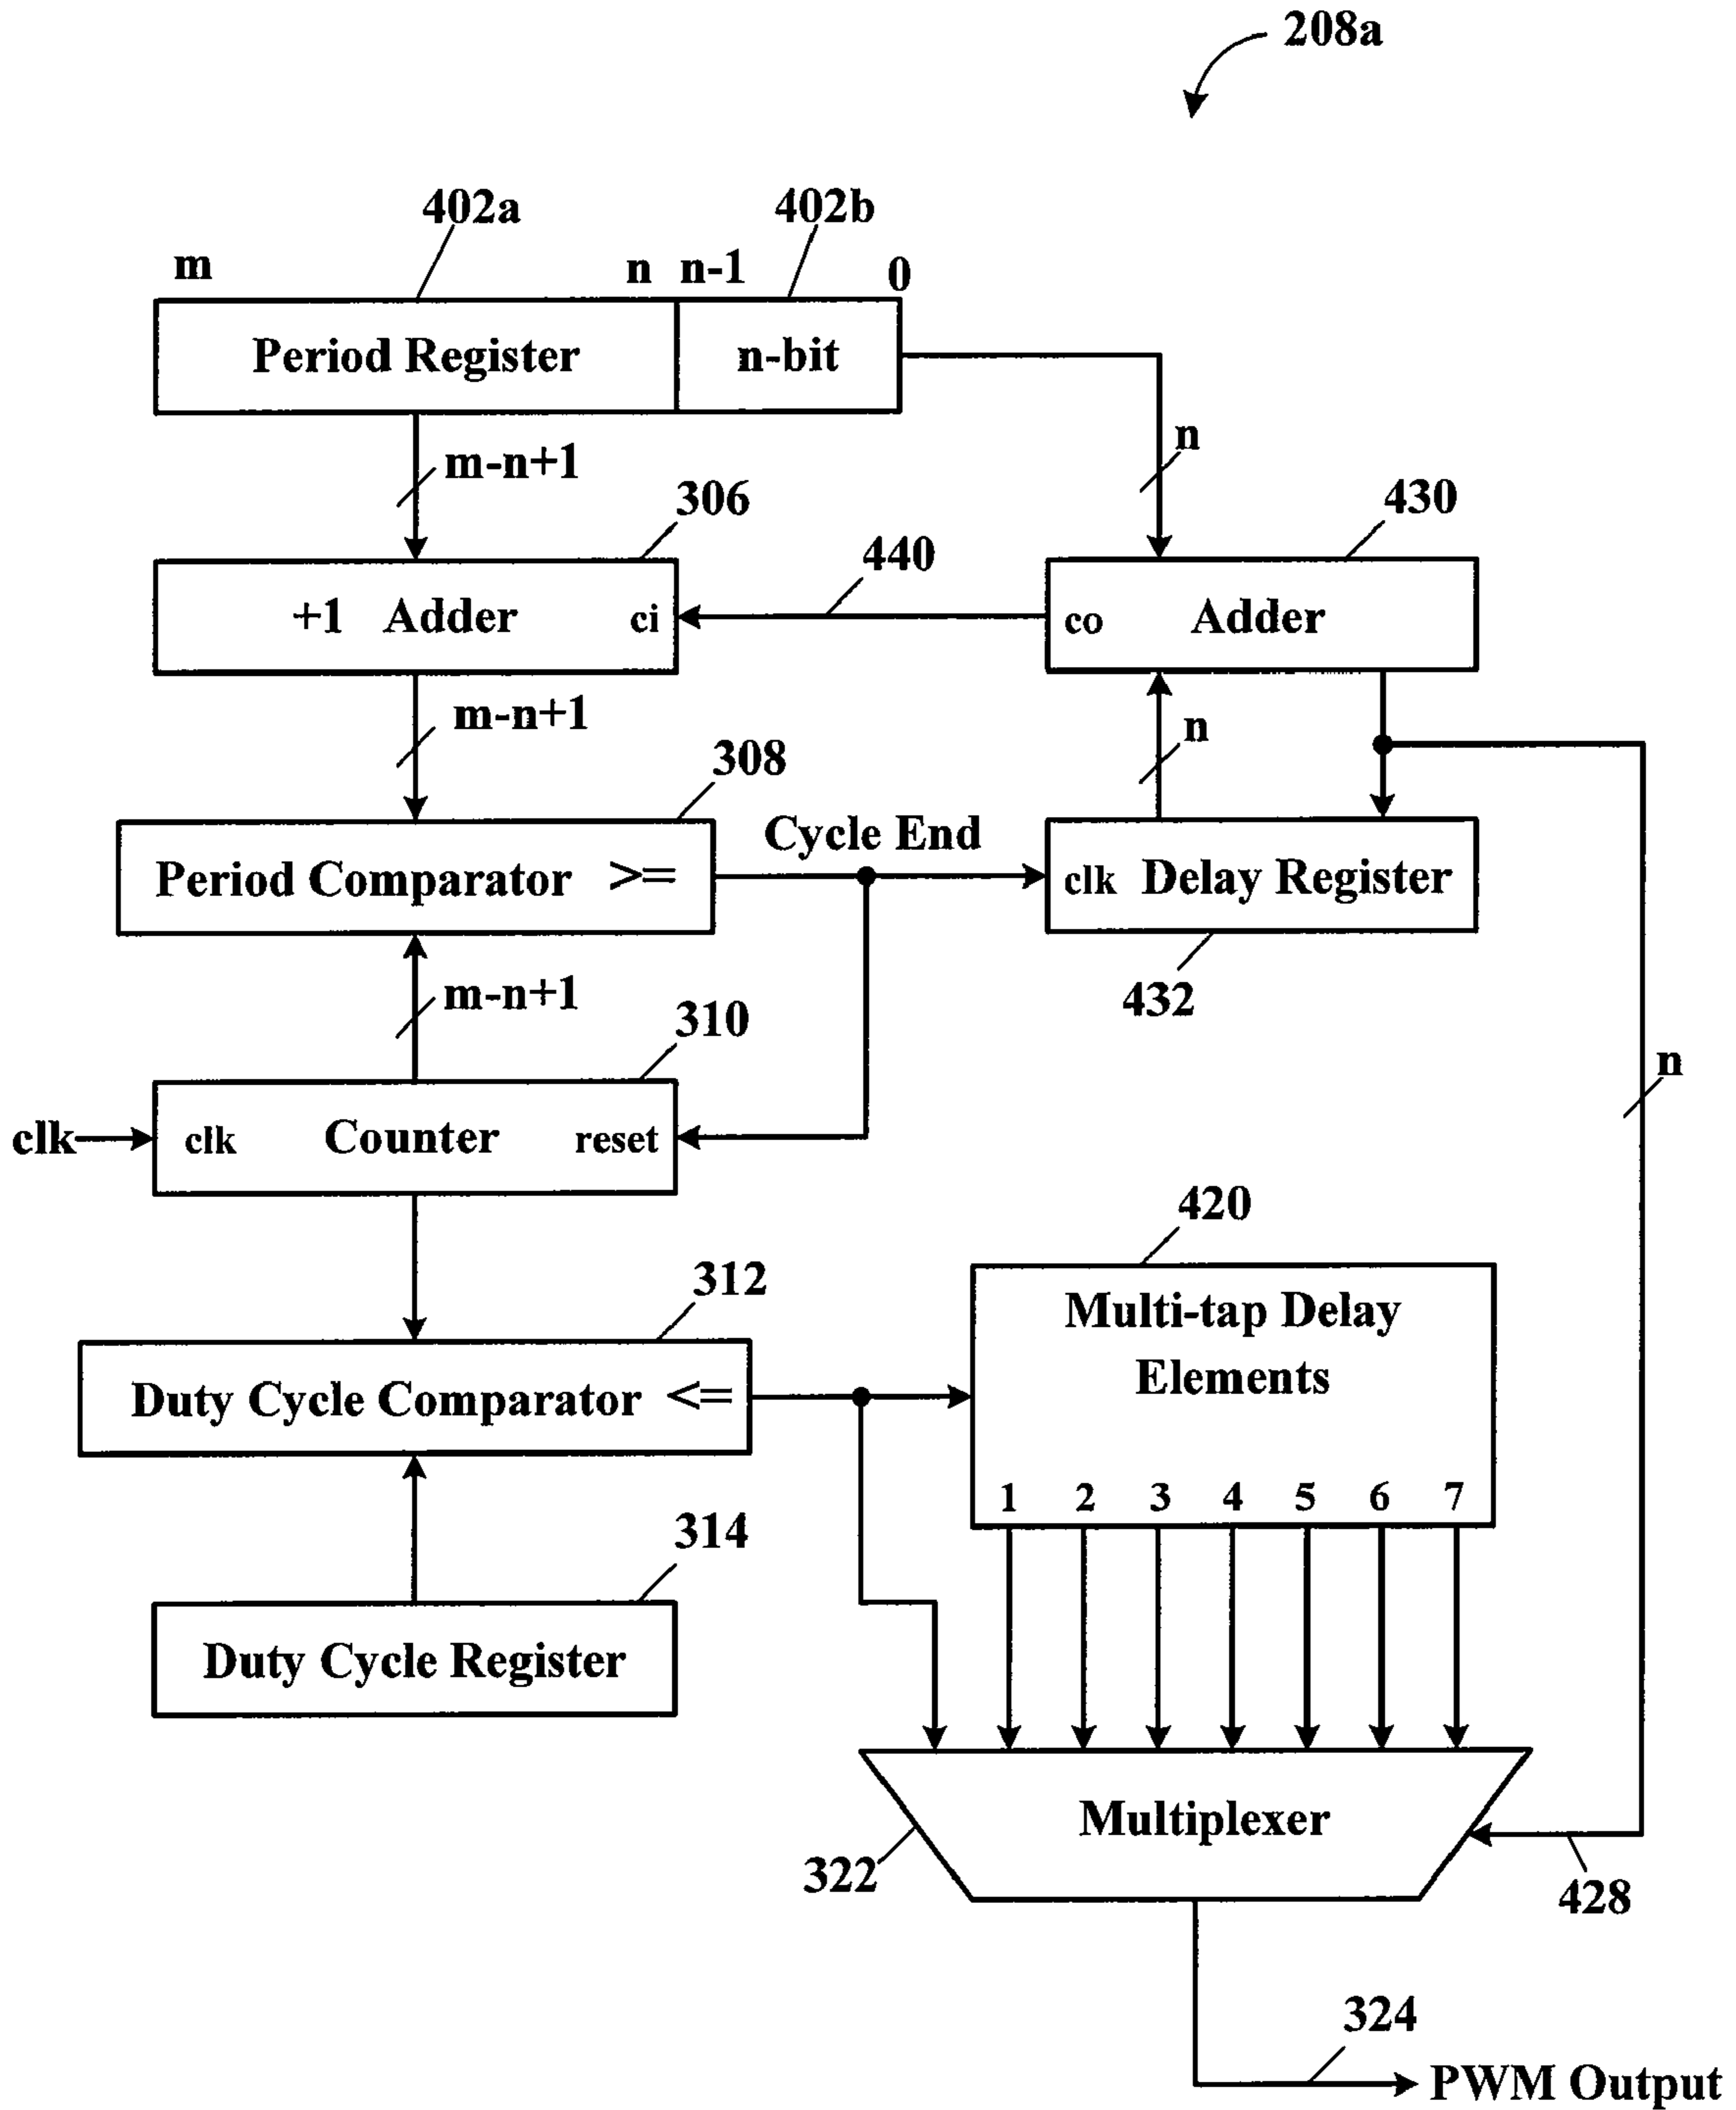 208a
402a
402b
m
n
n-1
0
Period Register
n-bit
m-n+1
n
306
430
440
+1 Adder ci
co Adder
m-n+1
n
308
Cycle End
Period Comparator >=
clk Delay Register
432
m-n+1
310
n
clk
clk Counter reset
420
312
Multi-tap Delay
Elements
Duty Cycle Comparator <=
1 2 3 4 5 6 7
314
Duty Cycle Register
Multiplexer
322
428
324
PWM Output